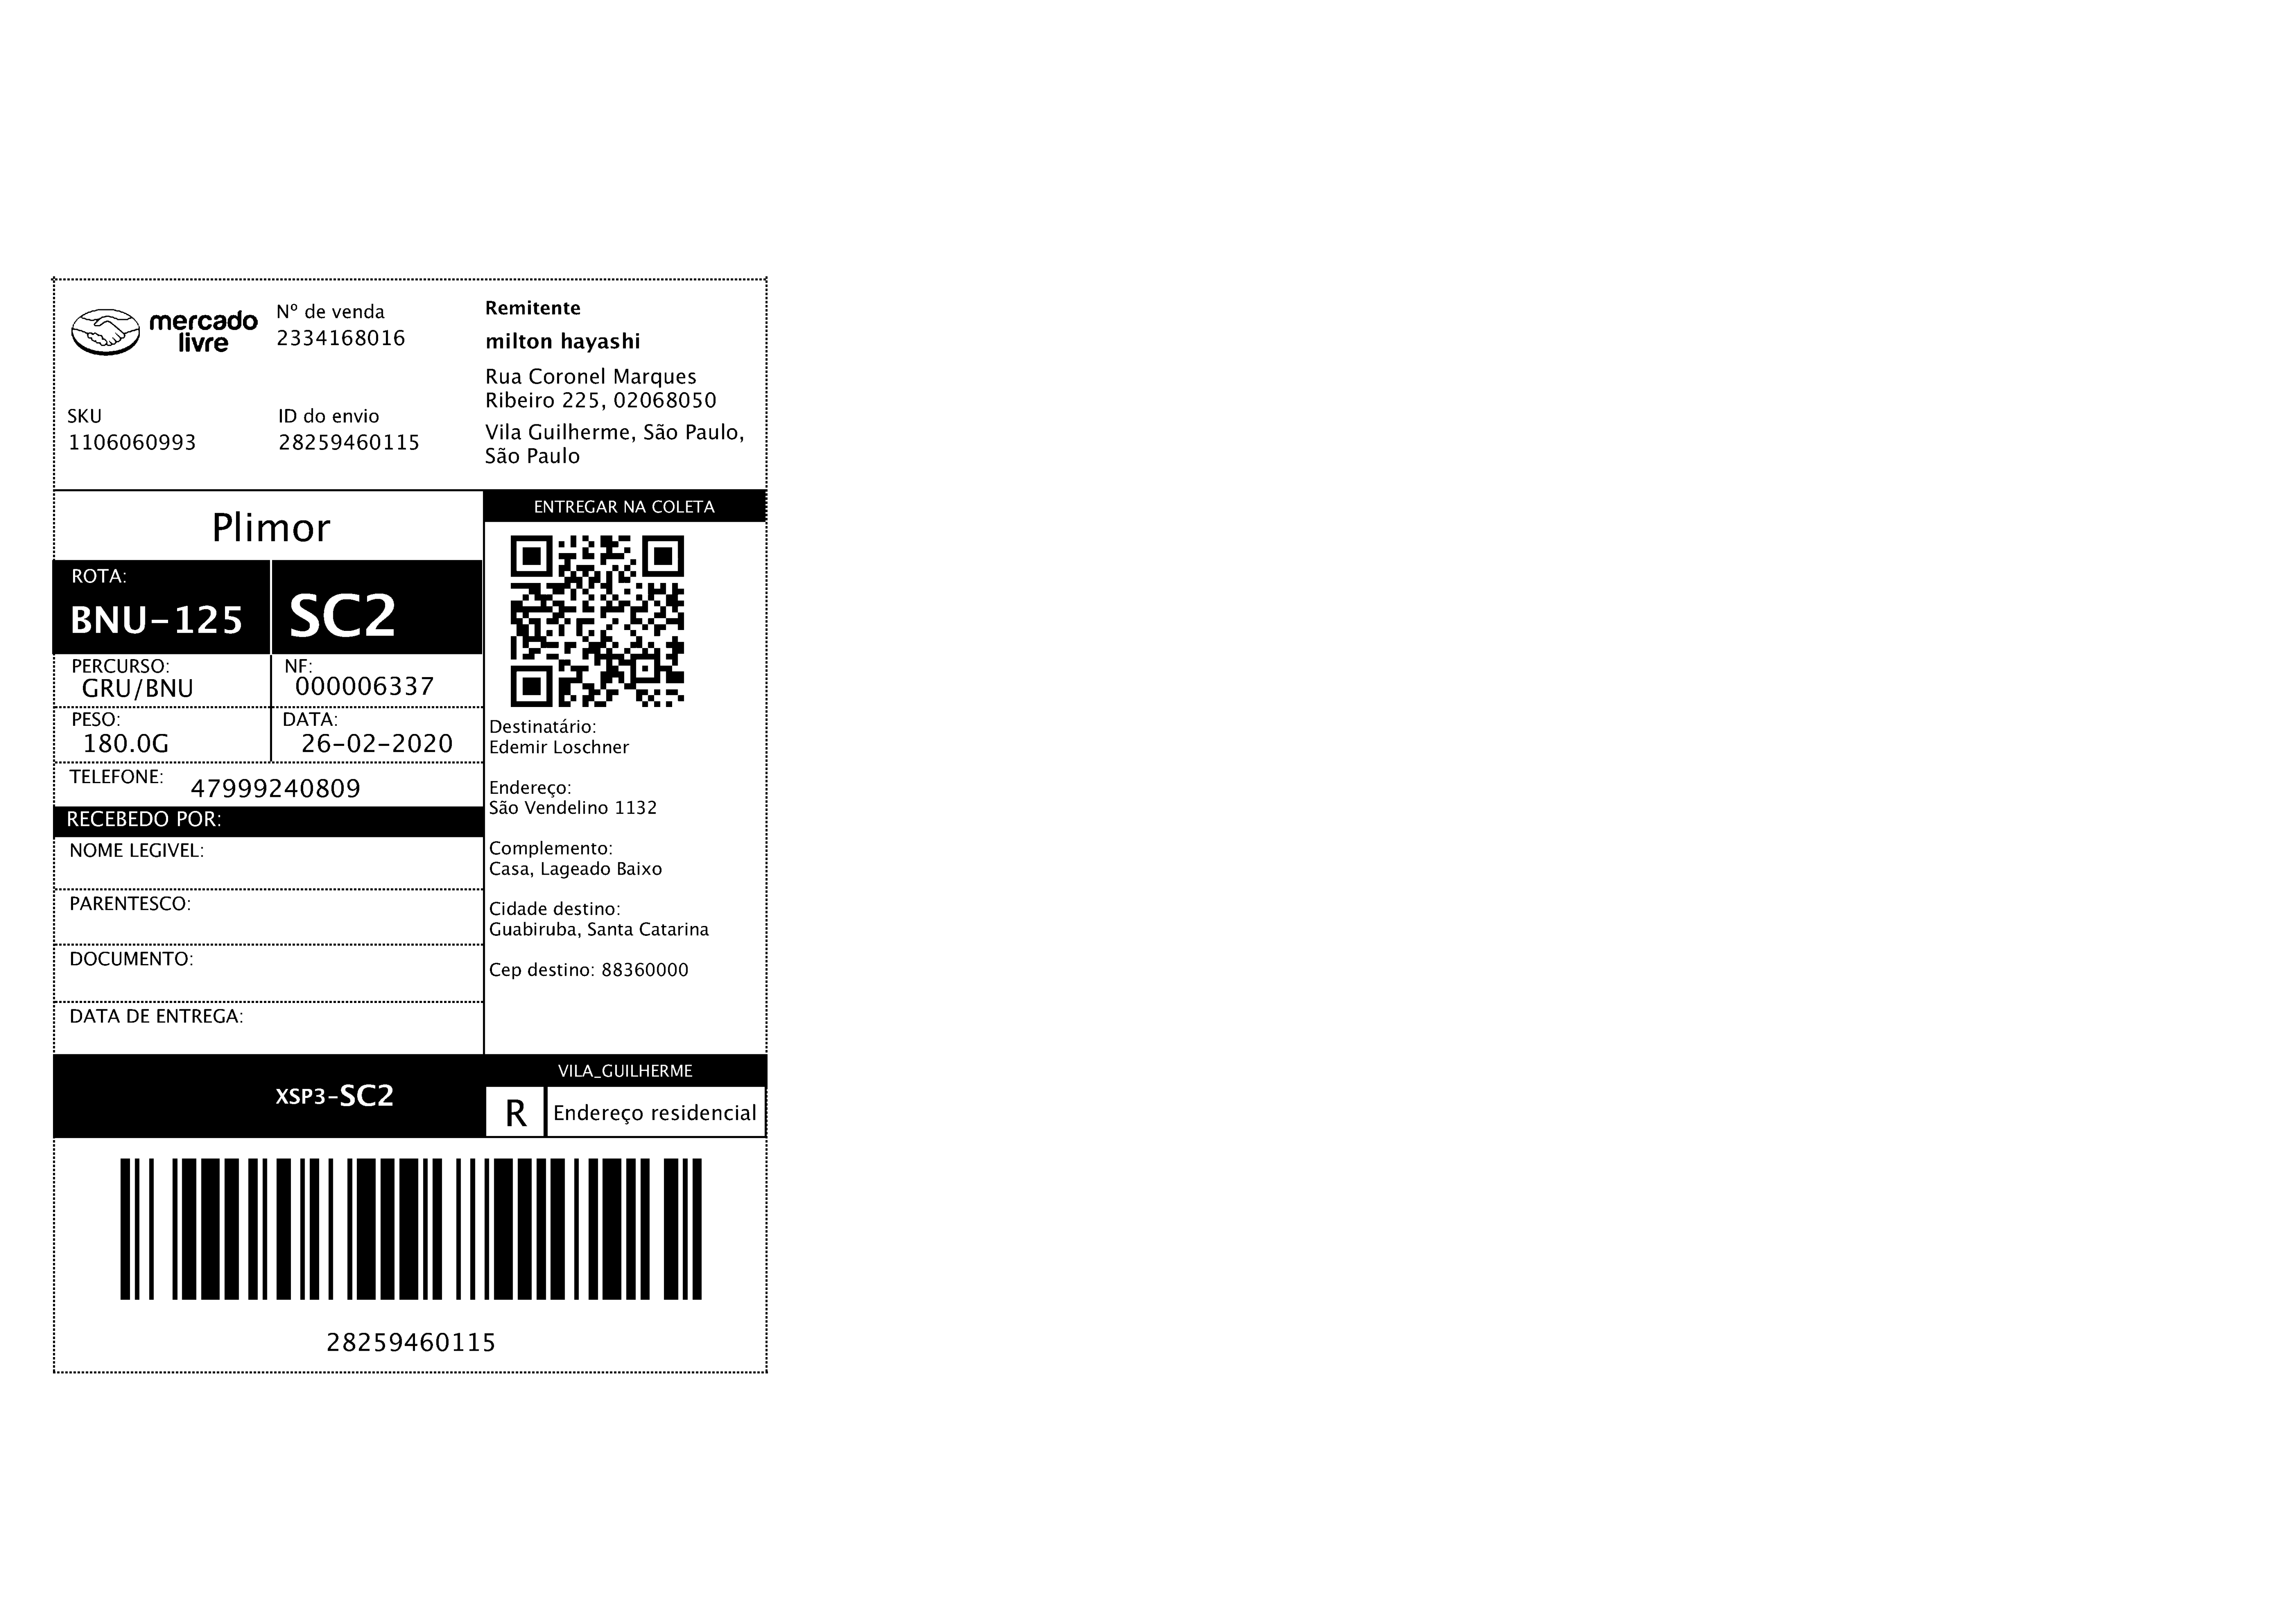 mercado
livre
Nº de venda
2334168016
SKU
1106060993
ID do envio
28259460115
Remitente
milton hayashi
Rua Coronel Marques
Ribeiro 225, 02068050
Vila Guilherme, São Paulo,
São Paulo
Plimor
ROTA:
BNU-125
SC2
PERCURSO:
GRU/BNU
NF:
000006337
PESO:
180.0G
DATA:
26-02-2020
TELEFONE:
47999240809
RECEBEDO POR:
NOME LEGIVEL:
PARENTESCO:
DOCUMENTO:
DATA DE ENTREGA:
ENTREGAR NA COLETA
Destinatário:
Edemir Loschner
Endereço:
São Vendelino 1132
Complemento:
Casa, Lageado Baixo
Cidade destino:
Guabiruba, Santa Catarina
Cep destino: 88360000
XSP3-SC2
VILA_GUILHERME
R
Endereço residencial
28259460115